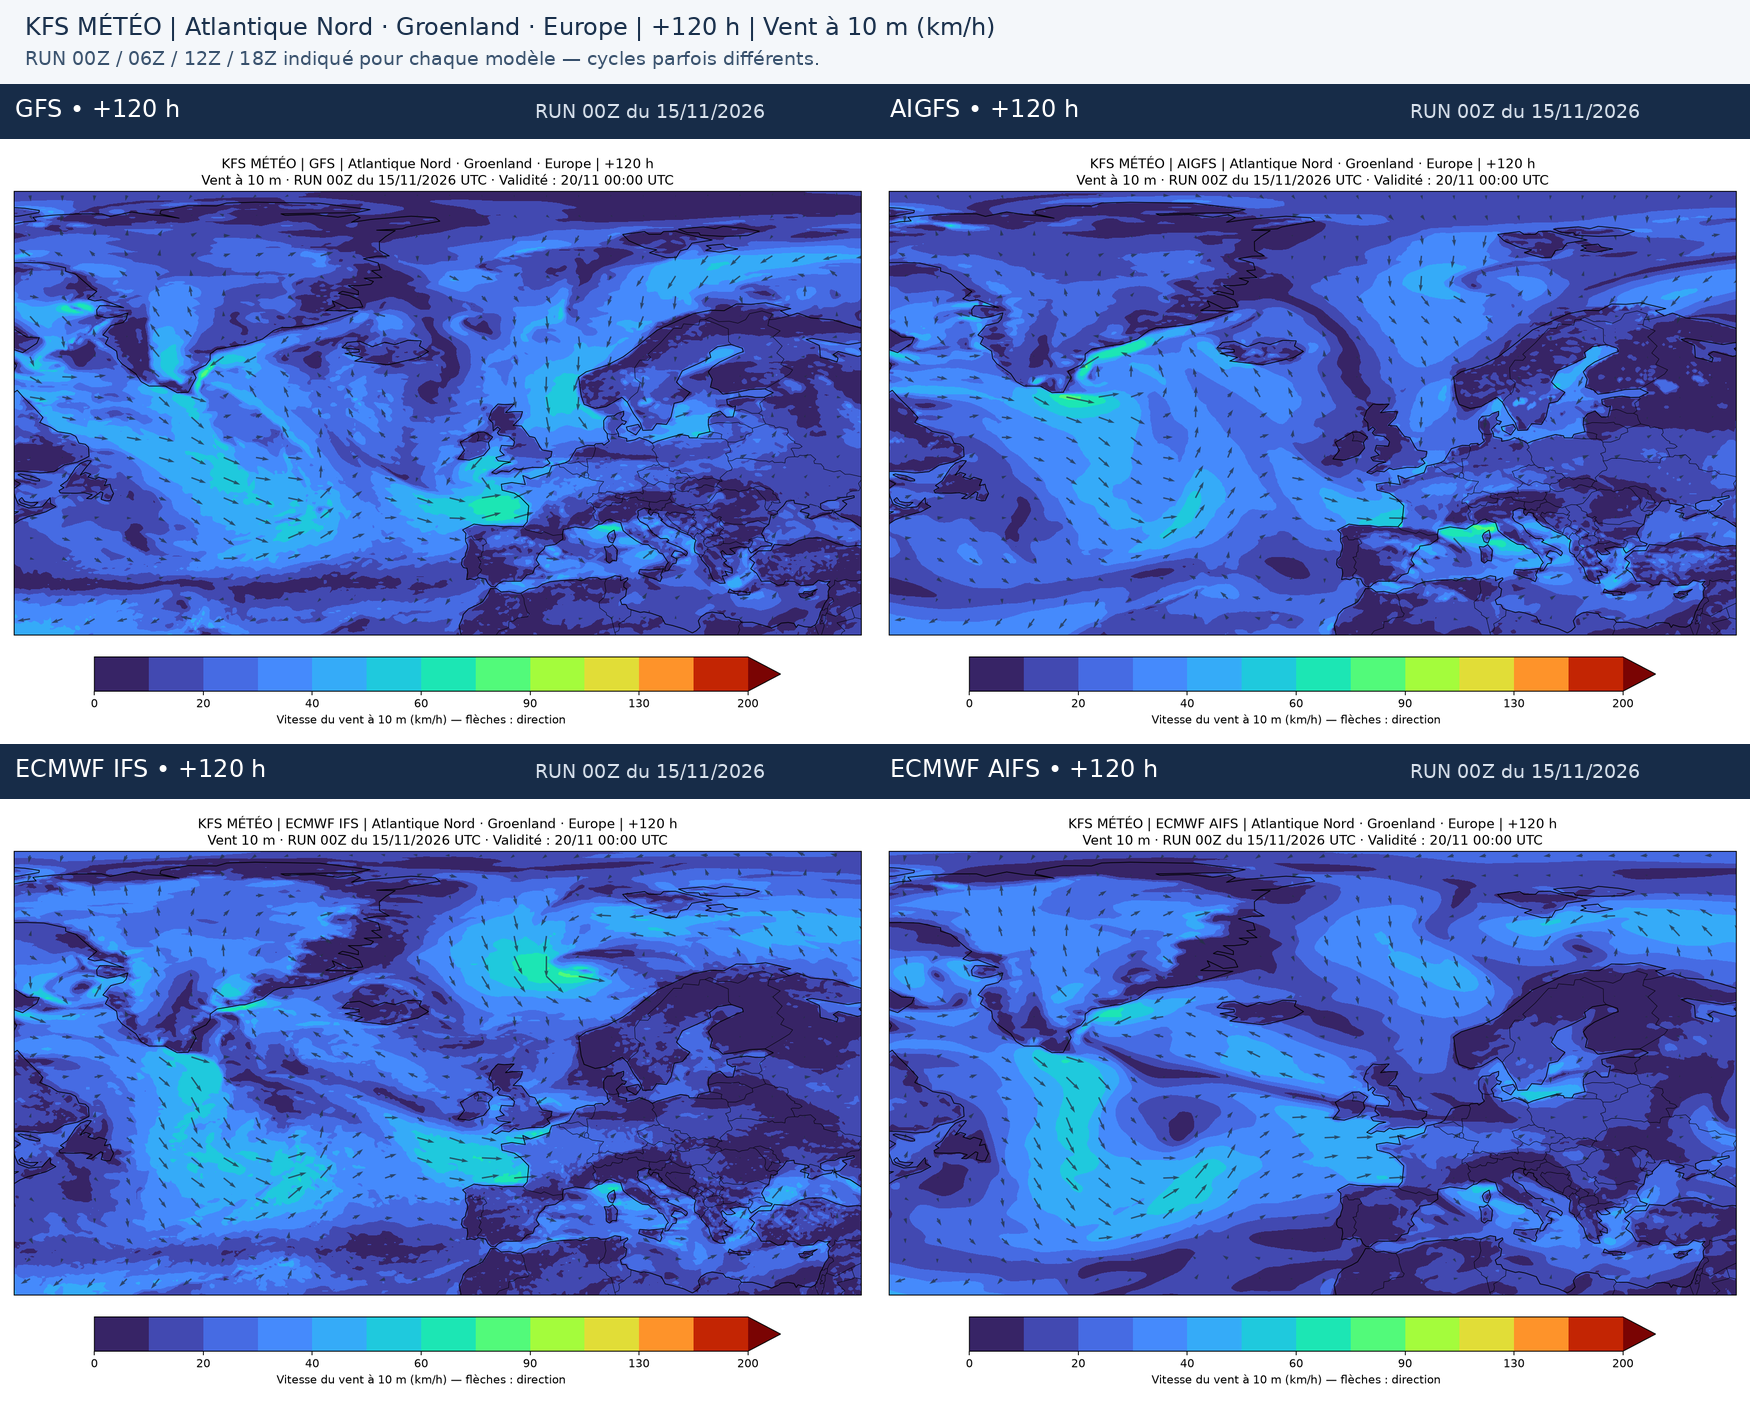 KFS MÉTÉO | Atlantique Nord · Groenland · Europe | +120 h | Vent à 10 m (km/h)
RUN 00Z / 06Z / 12Z / 18Z indiqué pour chaque modèle — cycles parfois différents.
GFS • +120 h
RUN 00Z du 15/11/2026
KFS MÉTÉO | GFS | Atlantique Nord · Groenland · Europe | +120 h
Vent à 10 m · RUN 00Z du 15/11/2026 UTC · Validité : 20/11 00:00 UTC
0 20 40 60 90 130 200
Vitesse du vent à 10 m (km/h) — flèches : direction
AIGFS • +120 h
RUN 00Z du 15/11/2026
KFS MÉTÉO | AIGFS | Atlantique Nord · Groenland · Europe | +120 h
Vent à 10 m · RUN 00Z du 15/11/2026 UTC · Validité : 20/11 00:00 UTC
0 20 40 60 90 130 200
Vitesse du vent à 10 m (km/h) — flèches : direction
ECMWF IFS • +120 h
RUN 00Z du 15/11/2026
KFS MÉTÉO | ECMWF IFS | Atlantique Nord · Groenland · Europe | +120 h
Vent 10 m · RUN 00Z du 15/11/2026 UTC · Validité : 20/11 00:00 UTC
0 20 40 60 90 130 200
Vitesse du vent à 10 m (km/h) — flèches : direction
ECMWF AIFS • +120 h
RUN 00Z du 15/11/2026
KFS MÉTÉO | ECMWF AIFS | Atlantique Nord · Groenland · Europe | +120 h
Vent 10 m · RUN 00Z du 15/11/2026 UTC · Validité : 20/11 00:00 UTC
0 20 40 60 90 130 200
Vitesse du vent à 10 m (km/h) — flèches : direction